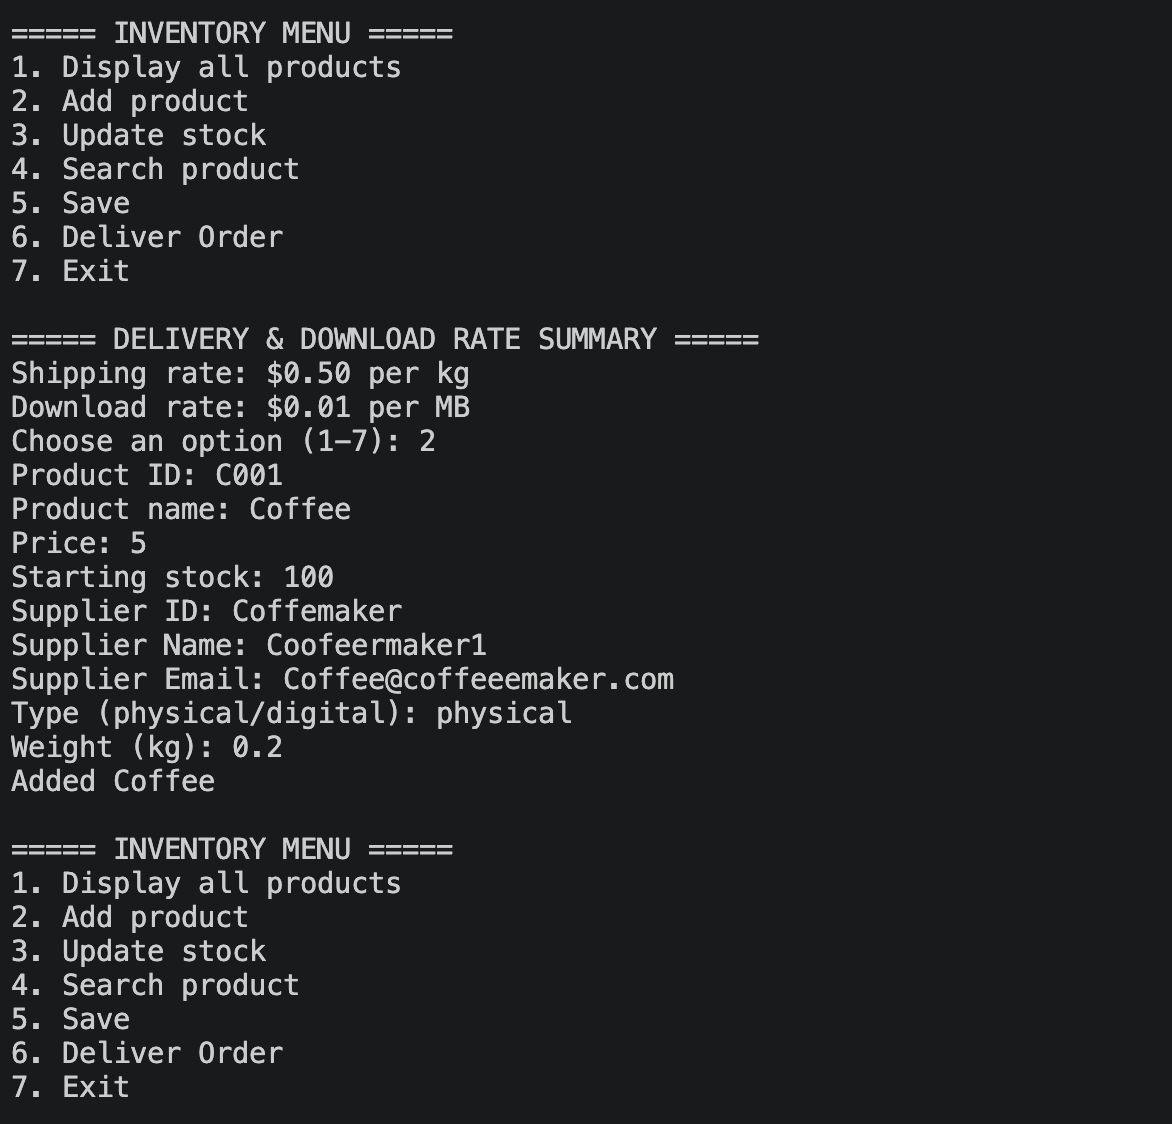 ===== INVENTORY MENU =====
1. Display all products
2. Add product
3. Update stock
4. Search product
5. Save
6. Deliver Order
7. Exit
===== DELIVERY & DOWNLOAD RATE SUMMARY =====
Shipping rate: $0.50 per kg
Download rate: $0.01 per MB
Choose an option (1-7): 2
Product ID: C001
Product name: Coffee
Price: 5
Starting stock: 100
Supplier ID: Coffemaker
Supplier Name: Coofeermaker1
Supplier Email: Coffee@coffeeemaker.com
Type (physical/digital): physical
Weight (kg): 0.2
Added Coffee
===== INVENTORY MENU =====
1. Display all products
2. Add product
3. Update stock
4. Search product
5. Save
6. Deliver Order
7. Exit